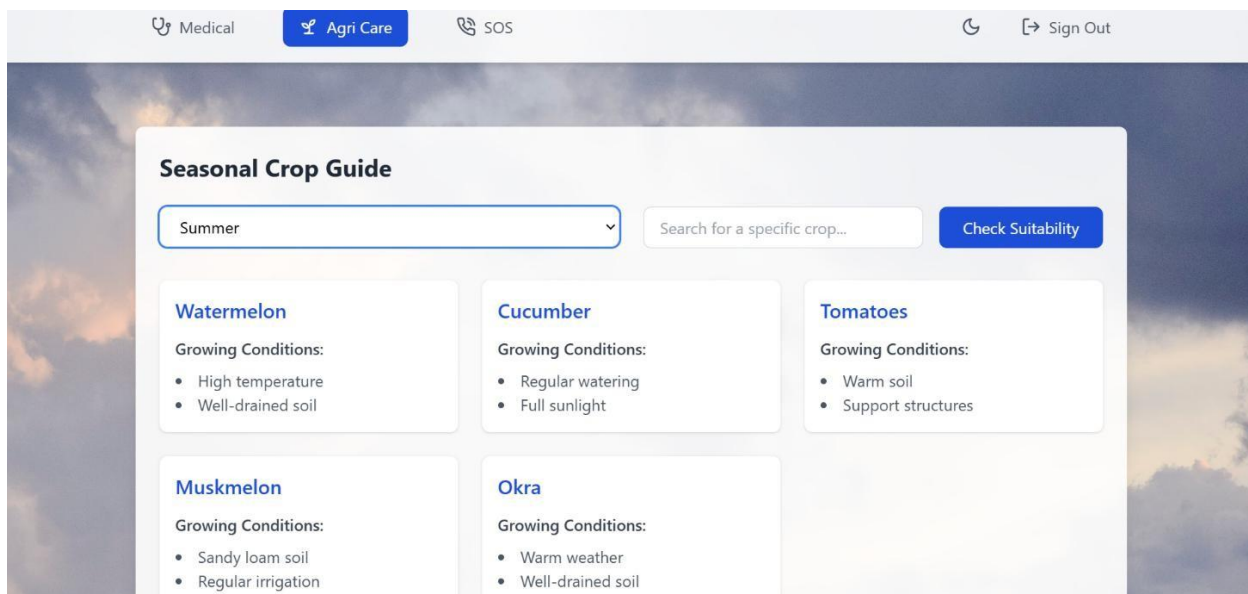 Medical
Agri Care
SOS
Sign Out
Seasonal Crop Guide
Summer
Search for a specific crop...
Check Suitability
Watermelon
Growing Conditions:
• High temperature
• Well-drained soil
Cucumber
Growing Conditions:
• Regular watering
• Full sunlight
Tomatoes
Growing Conditions:
• Warm soil
• Support structures
Muskmelon
Growing Conditions:
• Sandy loam soil
• Regular irrigation
Okra
Growing Conditions:
• Warm weather
• Well-drained soil